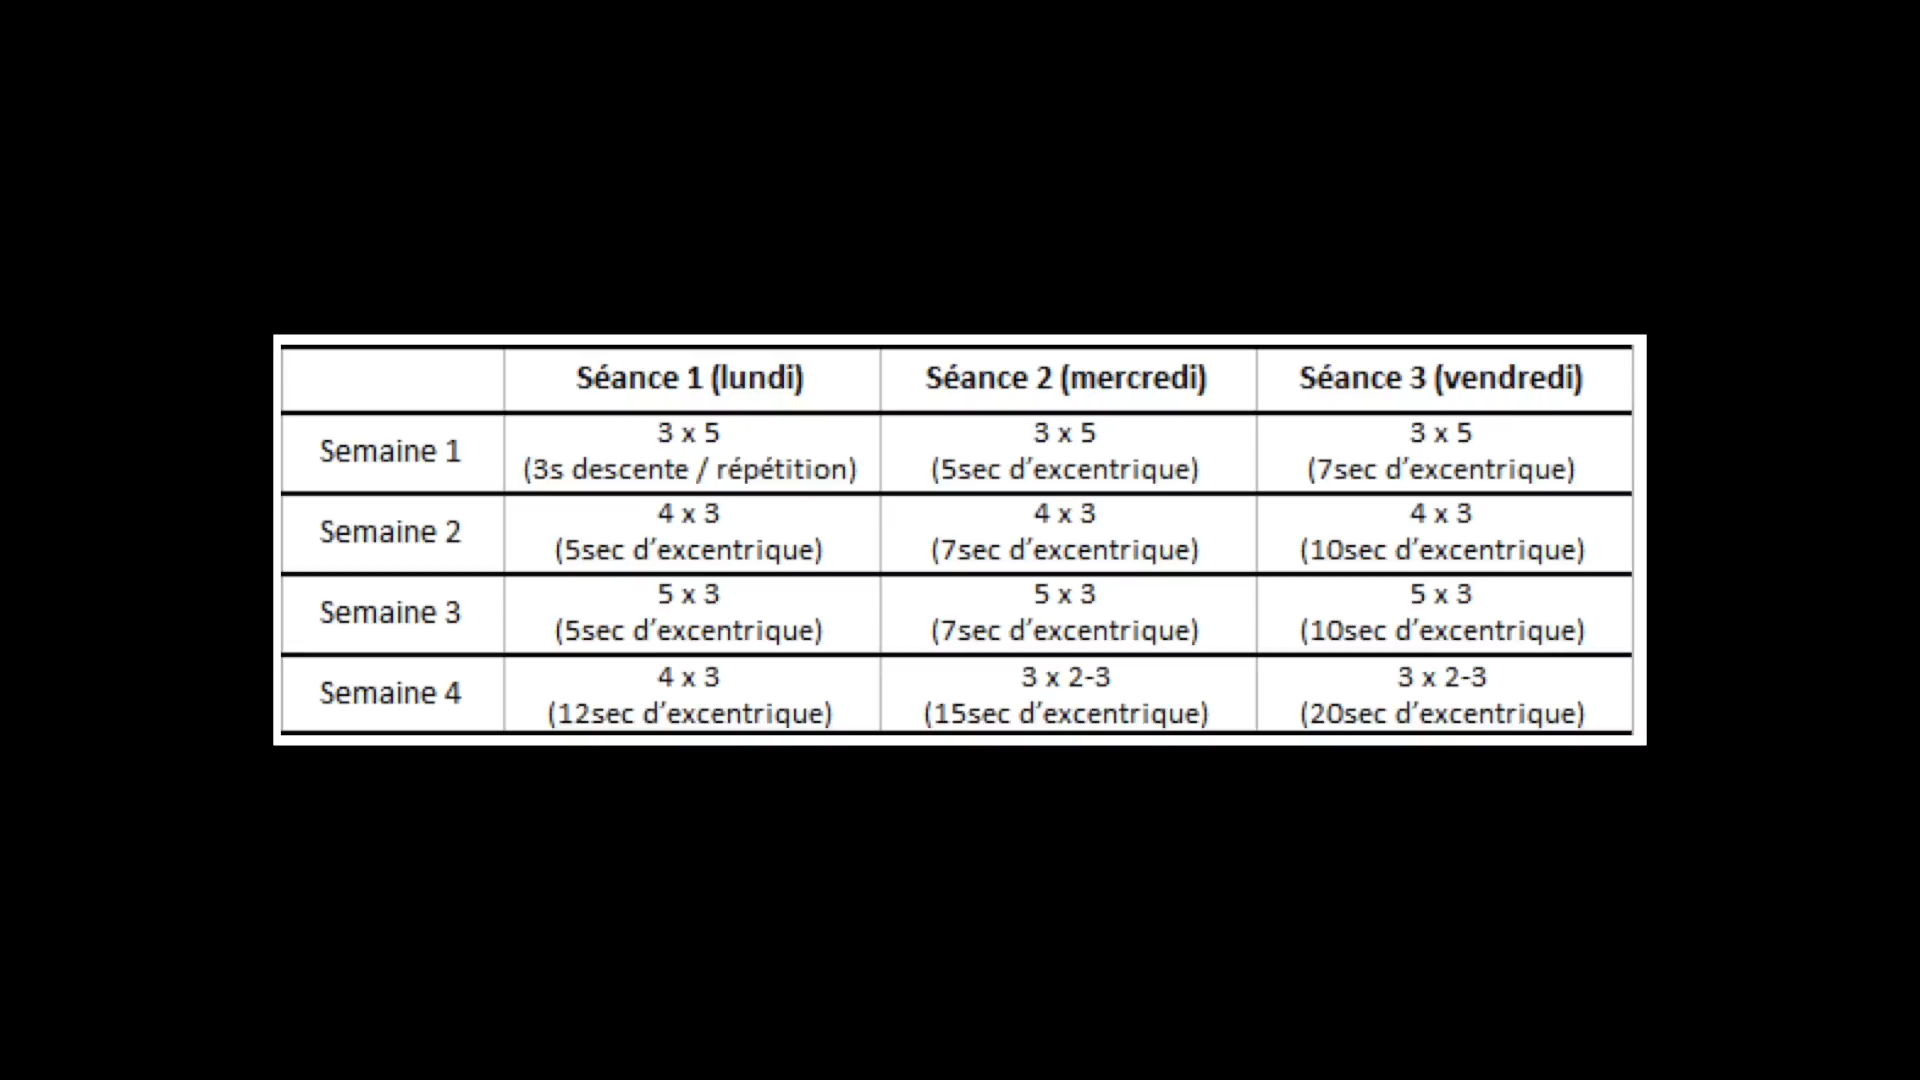 Séance 1 (lundi) Séance 2 (mercredi) Séance 3 (vendredi)
Semaine 1
3 x 5
(3s descente / répétition)
3 x 5
(5sec d’excentrique)
3 x 5
(7sec d’excentrique)
Semaine 2
4 x 3
(5sec d’excentrique)
4 x 3
(7sec d’excentrique)
4 x 3
(10sec d’excentrique)
Semaine 3
5 x 3
(5sec d’excentrique)
5 x 3
(7sec d’excentrique)
5 x 3
(10sec d’excentrique)
Semaine 4
4 x 3
(12sec d’excentrique)
3 x 2-3
(15sec d’excentrique)
3 x 2-3
(20sec d’excentrique)